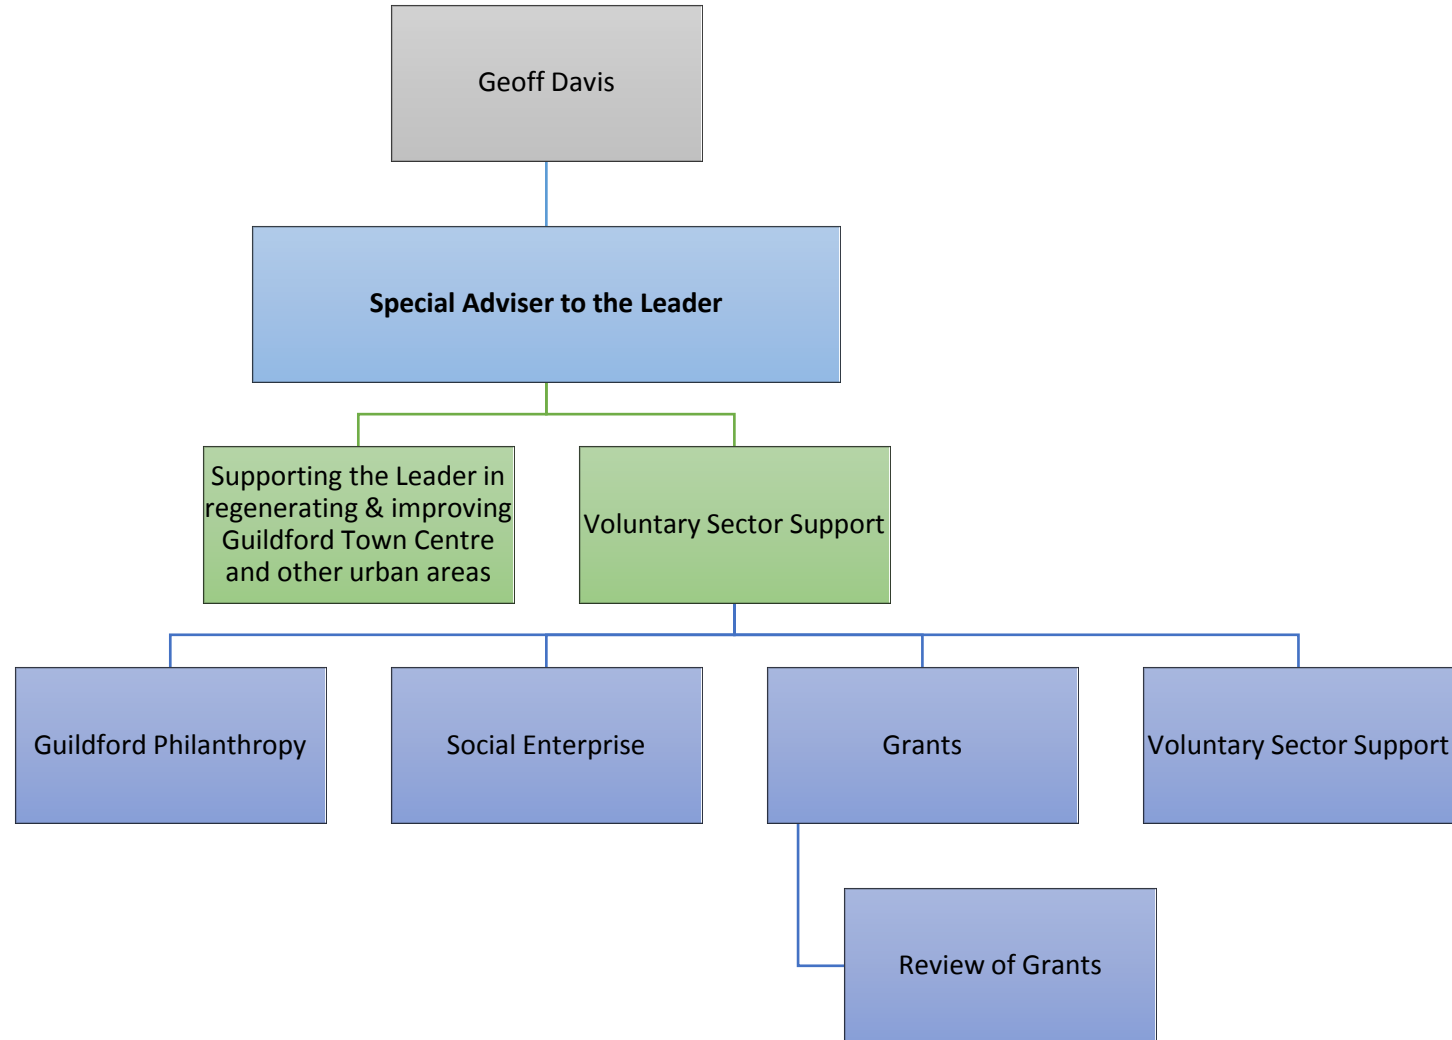 Geoff Davis
Special Adviser to the Leader
Supporting the Leader in
regenerating & improving
Guildford Town Centre
and other urban areas
Voluntary Sector Support
Guildford Philanthropy
Social Enterprise
Grants
Voluntary Sector Support
Review of Grants